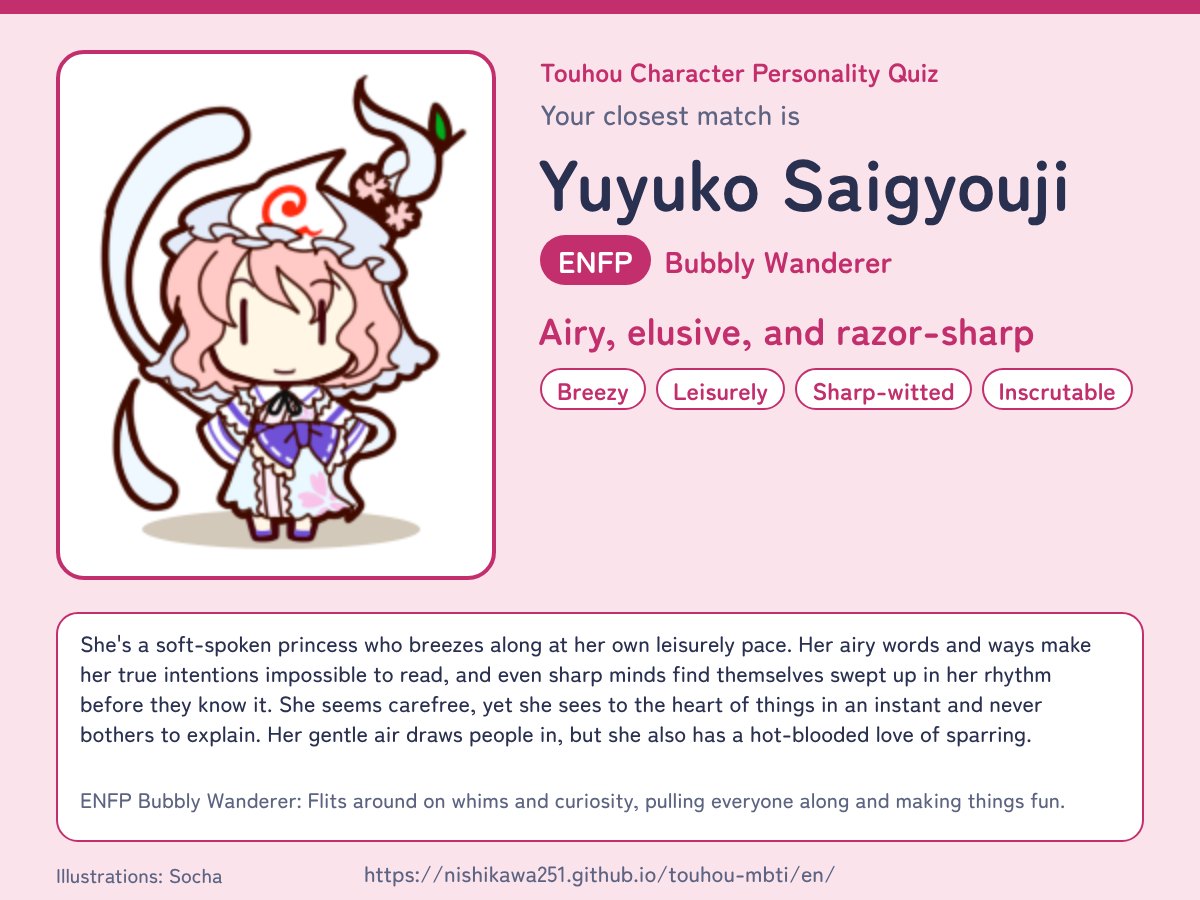 Touhou Character Personality Quiz
Your closest match is
Yuyuko Saigyouji
ENFP Bubbly Wanderer
Airy, elusive, and razor-sharp
Breezy Leisurely Sharp-witted Inscrutable
She's a soft-spoken princess who breezes along at her own leisurely pace. Her airy words and ways make
her true intentions impossible to read, and even sharp minds find themselves swept up in her rhythm
before they know it. She seems carefree, yet she sees to the heart of things in an instant and never
bothers to explain. Her gentle air draws people in, but she also has a hot-blooded love of sparring.
ENFP Bubbly Wanderer: Flits around on whims and curiosity, pulling everyone along and making things fun.
Illustrations: Socha
https://nishikawa251.github.io/touhou-mbti/en/